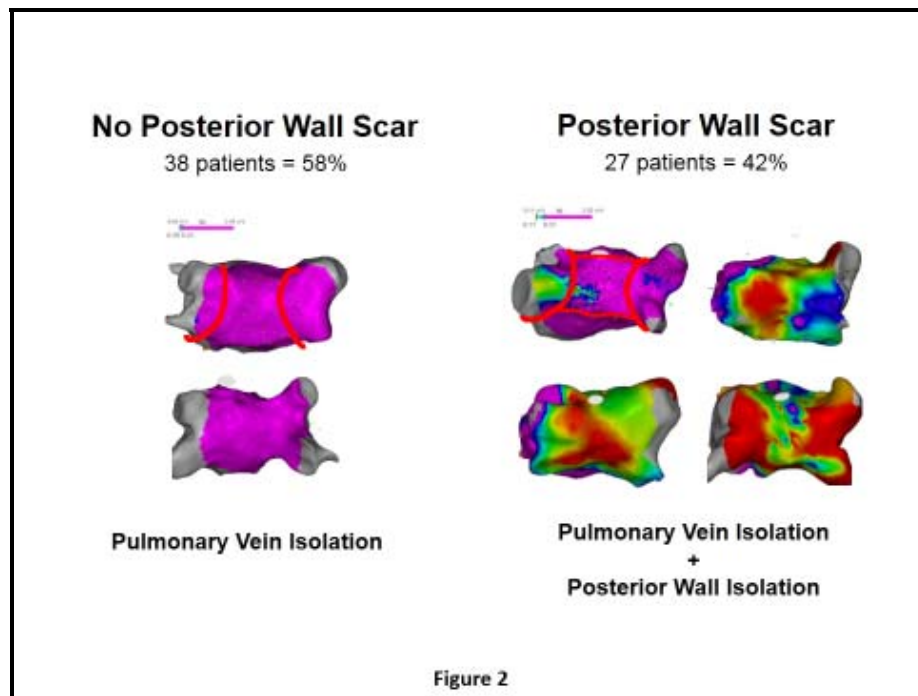 No Posterior Wall Scar
38 patients = 58%
Posterior Wall Scar
27 patients = 42%
Pulmonary Vein Isolation
Pulmonary Vein Isolation
+
Posterior Wall Isolation
Figure 2